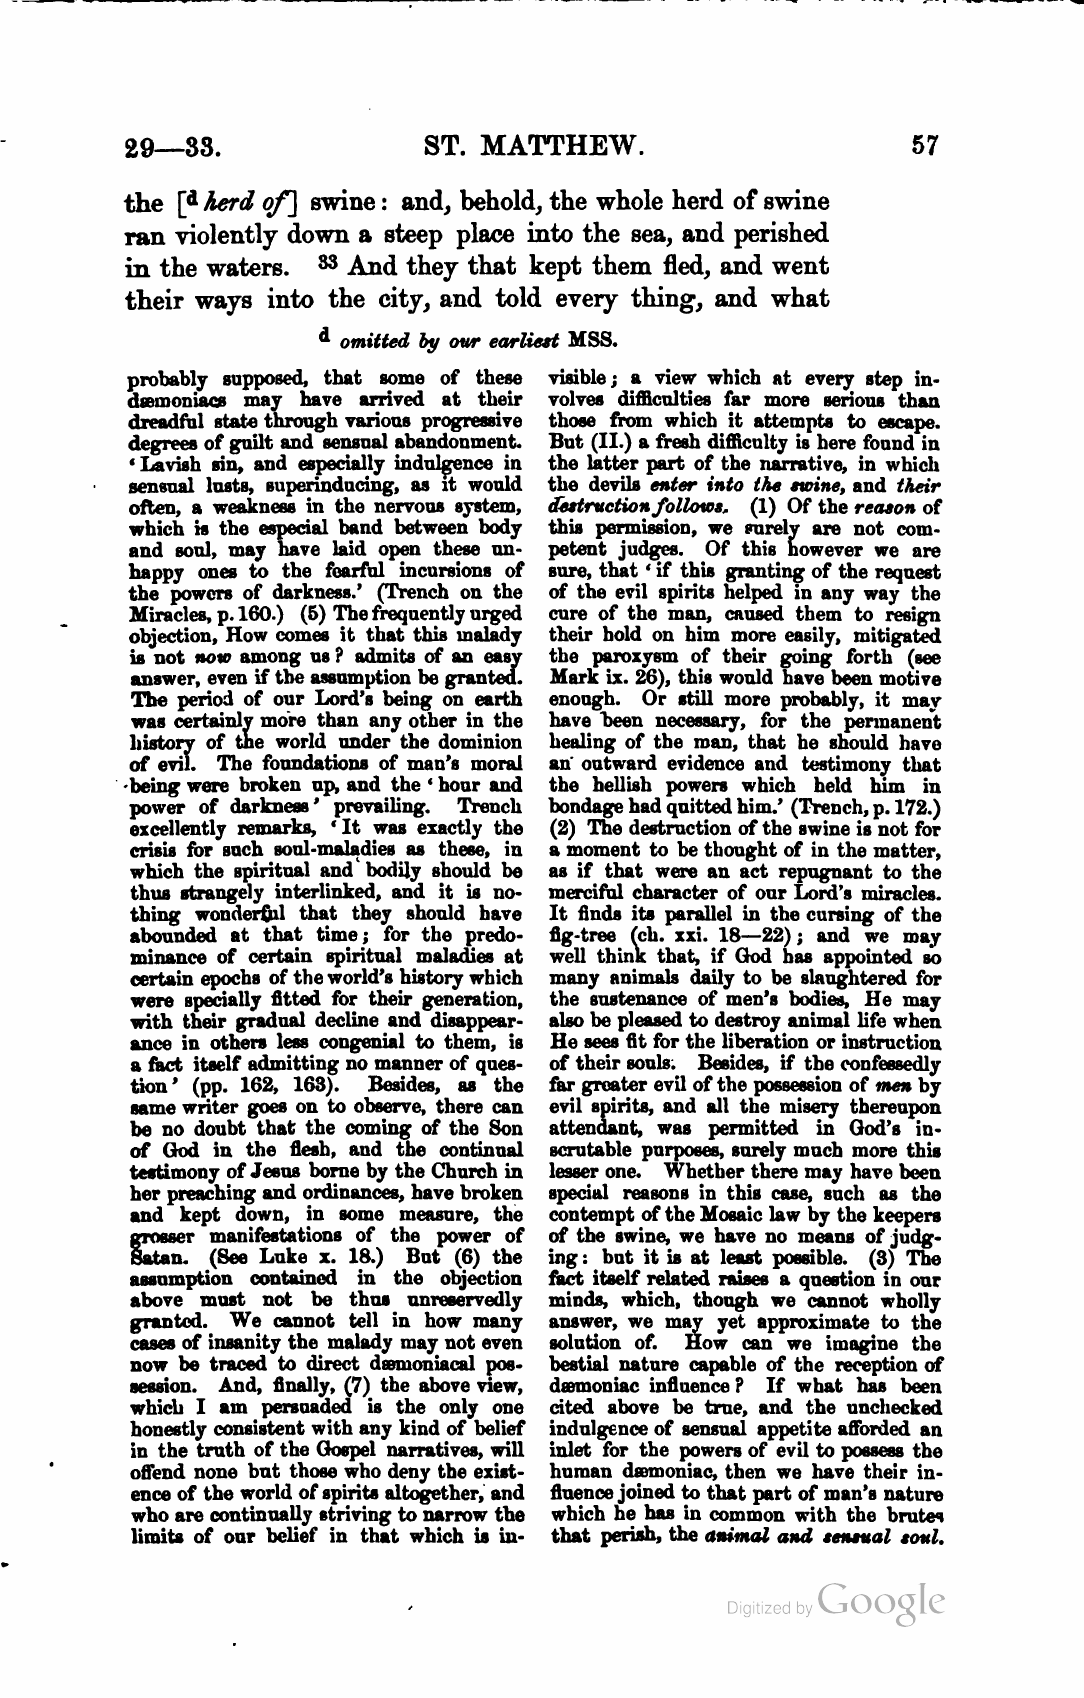 29—33. ST. MATTHEW. 57
the [d herd of] swine: and, behold, the whole herd of swine
ran violently down a steep place into the sea, and perished
in the waters. 33 And they that kept them fled, and went
their ways into the city, and told every thing, and what
d omitted by our earliest MSS.
probably supposed, that some of these
dæmoniacs may have arrived at their
dreadful state through various progressive
degrees of guilt and sensual abandonment.
‘Lavish sin, and especially indulgence in
sensual lusts, superinducing, as it would
often, a weakness in the nervous system,
which is the especial band between body
and soul, may have laid open these un-
happy ones to the fearful incursions of
the powers of darkness.’ (Trench on the
Miracles, p. 160.) (5) The frequently urged
objection, How comes it that this malady
is not now among us? admits of an easy
answer, even if the assumption be granted.
The period of our Lord's being on earth
was certainly more than any other in the
history of the world under the dominion
of evil. The foundations of man's moral
being were broken up, and the ‘hour and
power of darkness’ prevailing. Trench
excellently remarks, ‘It was exactly the
crisis for such soul-maladies as these, in
which the spiritual and bodily should be
thus strangely interlinked, and it is no-
thing wonderful that they should have
abounded at that time; for the predo-
minance of certain spiritual maladies at
certain epochs of the world's history which
were specially fitted for their generation,
with their gradual decline and disappear-
ance in others less congenial to them, is
a fact itself admitting no manner of ques-
tion’ (pp. 162, 163). Besides, as the
same writer goes on to observe, there can
be no doubt that the coming of the Son
of God in the flesh, and the continual
testimony of Jesus borne by the Church in
her preaching and ordinances, have broken
and kept down, in some measure, the
grosser manifestations of the power of
Satan. (See Luke x. 18.) But (6) the
assumption contained in the objection
above must not be thus unreservedly
granted. We cannot tell in how many
cases of insanity the malady may not even
now be traced to direct dæmoniacal pos-
session. And, finally, (7) the above view,
which I am persuaded is the only one
honestly consistent with any kind of belief
in the truth of the Gospel narratives, will
offend none but those who deny the exist-
ence of the world of spirits altogether, and
who are continually striving to narrow the
limits of our belief in that which is in-
visible; a view which at every step in-
volves difficulties far more serious than
those from which it attempts to escape.
But (II.) a fresh difficulty is here found in
the latter part of the narrative, in which
the devils enter into the swine, and their
destruction follows. (1) Of the reason of
this permission, we surely are not com-
petent judges. Of this however we are
sure, that ‘if this granting of the request
of the evil spirits helped in any way the
cure of the man, caused them to resign
their hold on him more easily, mitigated
the paroxysm of their going forth (see
Mark ix. 26), this would have been motive
enough. Or still more probably, it may
have been necessary, for the permanent
healing of the man, that he should have
an outward evidence and testimony that
the hellish powers which held him in
bondage had quitted him.’ (Trench, p. 172.)
(2) The destruction of the swine is not for
a moment to be thought of in the matter,
as if that were an act repugnant to the
merciful character of our Lord's miracles.
It finds its parallel in the cursing of the
fig-tree (ch. xxi. 18—22); and we may
well think that, if God has appointed so
many animals daily to be slaughtered for
the sustenance of men's bodies, He may
also be pleased to destroy animal life when
He sees fit for the liberation or instruction
of their souls. Besides, if the confessedly
far greater evil of the possession of men by
evil spirits, and all the misery thereupon
attendant, was permitted in God's in-
scrutable purposes, surely much more this
lesser one. Whether there may have been
special reasons in this case, such as the
contempt of the Mosaic law by the keepers
of the swine, we have no means of judg-
ing: but it is at least possible. (3) The
fact itself related raises a question in our
minds, which, though we cannot wholly
answer, we may yet approximate to the
solution of. How can we imagine the
bestial nature capable of the reception of
dæmoniac influence? If what has been
cited above be true, and the unchecked
indulgence of sensual appetite afforded an
inlet for the powers of evil to possess the
human dæmoniac, then we have their in-
fluence joined to that part of man's nature
which he has in common with the brutes
that perish, the animal and sensual soul.
Digitized by Google